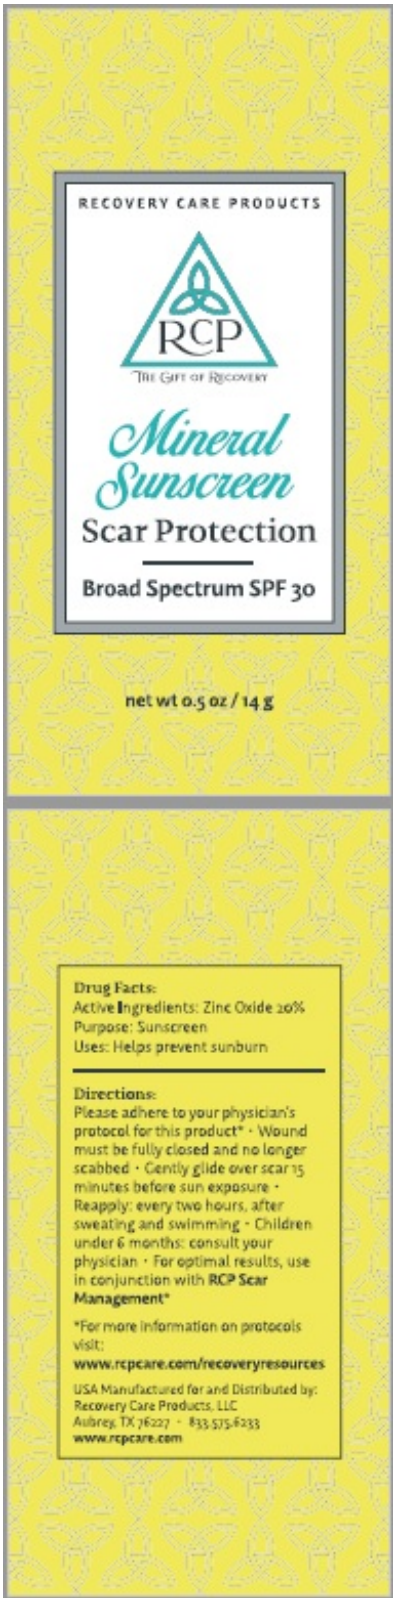 RECOVERY CARE PRODUCTS
RCP
THE GIFT OF RECOVERY
Mineral
Sunscreen
Scar Protection
Broad Spectrum SPF 30
net wt 0.5 oz / 14 g
Drug Facts:
Active Ingredients: Zinc Oxide 20%
Purpose: Sunscreen
Uses: Helps prevent sunburn
Directions:
Please adhere to your physician's
protocol for this product* · Wound
must be fully closed and no longer
scabbed · Gently glide over scar 15
minutes before sun exposure ·
Reapply: every two hours, after
sweating and swimming · Children
under 6 months: consult your
physician · For optimal results, use
in conjunction with RCP Scar
Management*
*For more information on protocols
visit:
www.rcpcare.com/recoveryresources
USA Manufactured for and Distributed by:
Recovery Care Products, LLC
Aubrey, TX 76227 · 833.575.6233
www.rcpcare.com